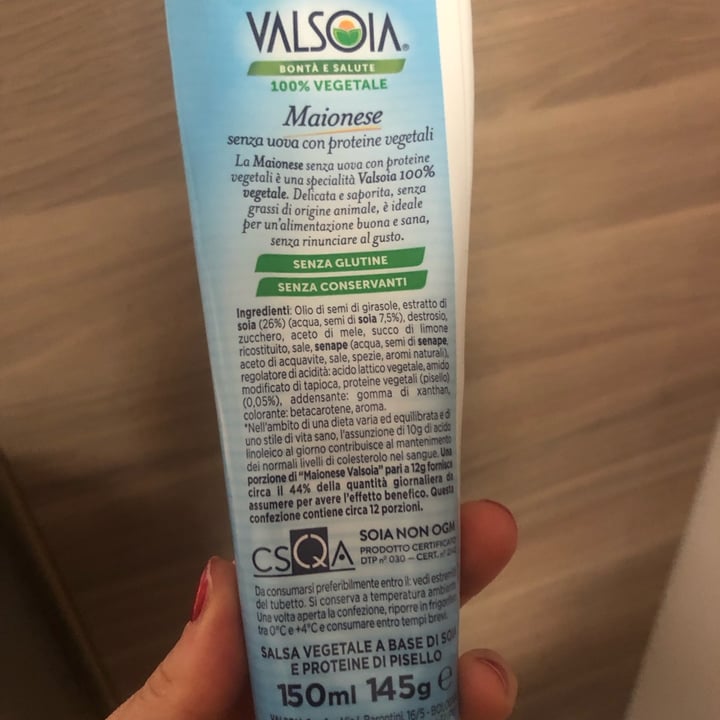 VALSOIA®
BONTÀ E SALUTE
100% VEGETALE
Maionese
senza uova con proteine vegetali
La Maionese senza uova con proteine
vegetali è una specialità Valsoia 100%
vegetale. Delicata e saporita, senza
grassi di origine animale, è ideale
per un'alimentazione buona e sana,
senza rinunciare al gusto.
SENZA GLUTINE
SENZA CONSERVANTI
Ingredienti: Olio di semi di girasole, estratto di
soia (26%) (acqua, semi di soia 7,5%), destrosio,
zucchero, aceto di mele, succo di limone
ricostituito, sale, senape (acqua, semi di senape,
aceto di acquavite, sale, spezie, aromi naturali),
regolatore di acidità: acido lattico vegetale, amido
modificato di tapioca, proteine vegetali (pisello)
(0,05%), addensante: gomma di xanthan,
colorante: betacarotene, aroma.
*Nell'ambito di una dieta varia ed equilibrata e di
uno stile di vita sano, l'assunzione di 10g di acido
linoleico al giorno contribuisce al mantenimento
dei normali livelli di colesterolo nel sangue. Una
porzione di "Maionese Valsoia" pari a 12g fornisce
circa il 44% della quantità giornaliera da
assumere per avere l'effetto benefico. Questa
confezione contiene circa 12 porzioni.
CSQA
SOIA NON OGM
PRODOTTO CERTIFICATO
DTP n° 030 – CERT. n°
Da consumarsi preferibilmente entro il: vedi estremità
del tubetto. Si conserva a temperatura ambiente.
Una volta aperta la confezione, riporre in frigorifero
tra 0°C e +4°C e consumare entro tempi brevi.
SALSA VEGETALE A BASE DI SOIA
E PROTEINE DI PISELLO
150ml 145g e
16/5 -